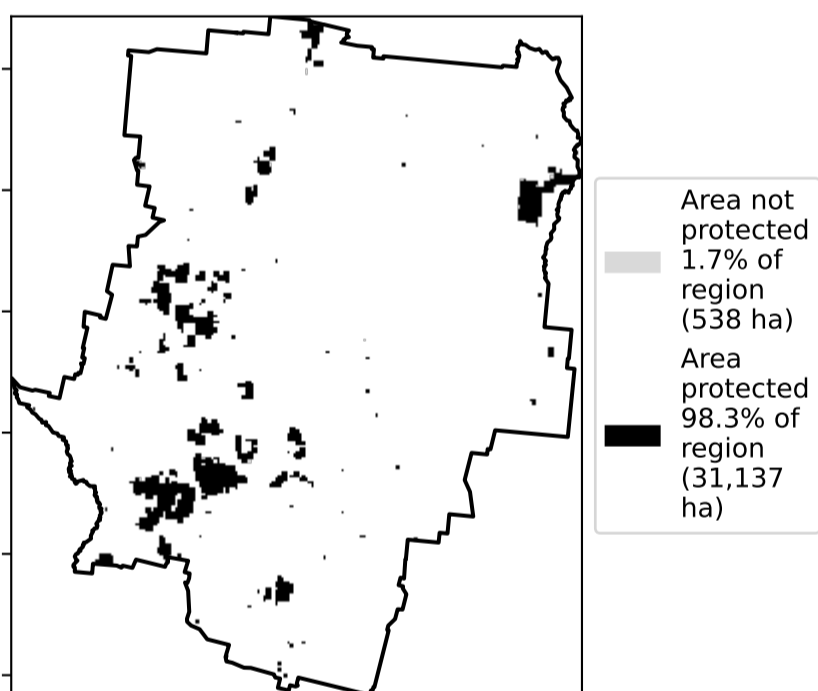 Area not
protected
1.7% of
region
(538 ha)
Area
protected
98.3% of
region
(31,137
ha)